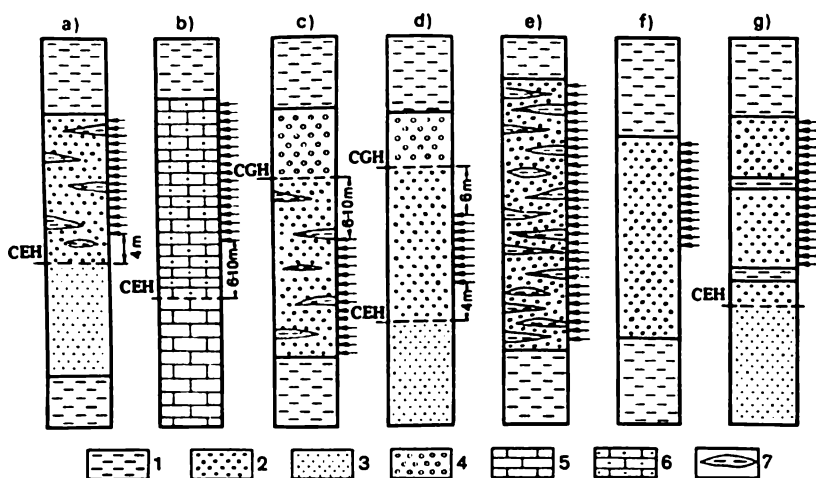 a) b) c) d) e) f) g)
CEH 4m
CEH 6-10m
CGH 6-10m
CGH 6m
CEH 4m
CEH
1 2 3 4 5 6 7